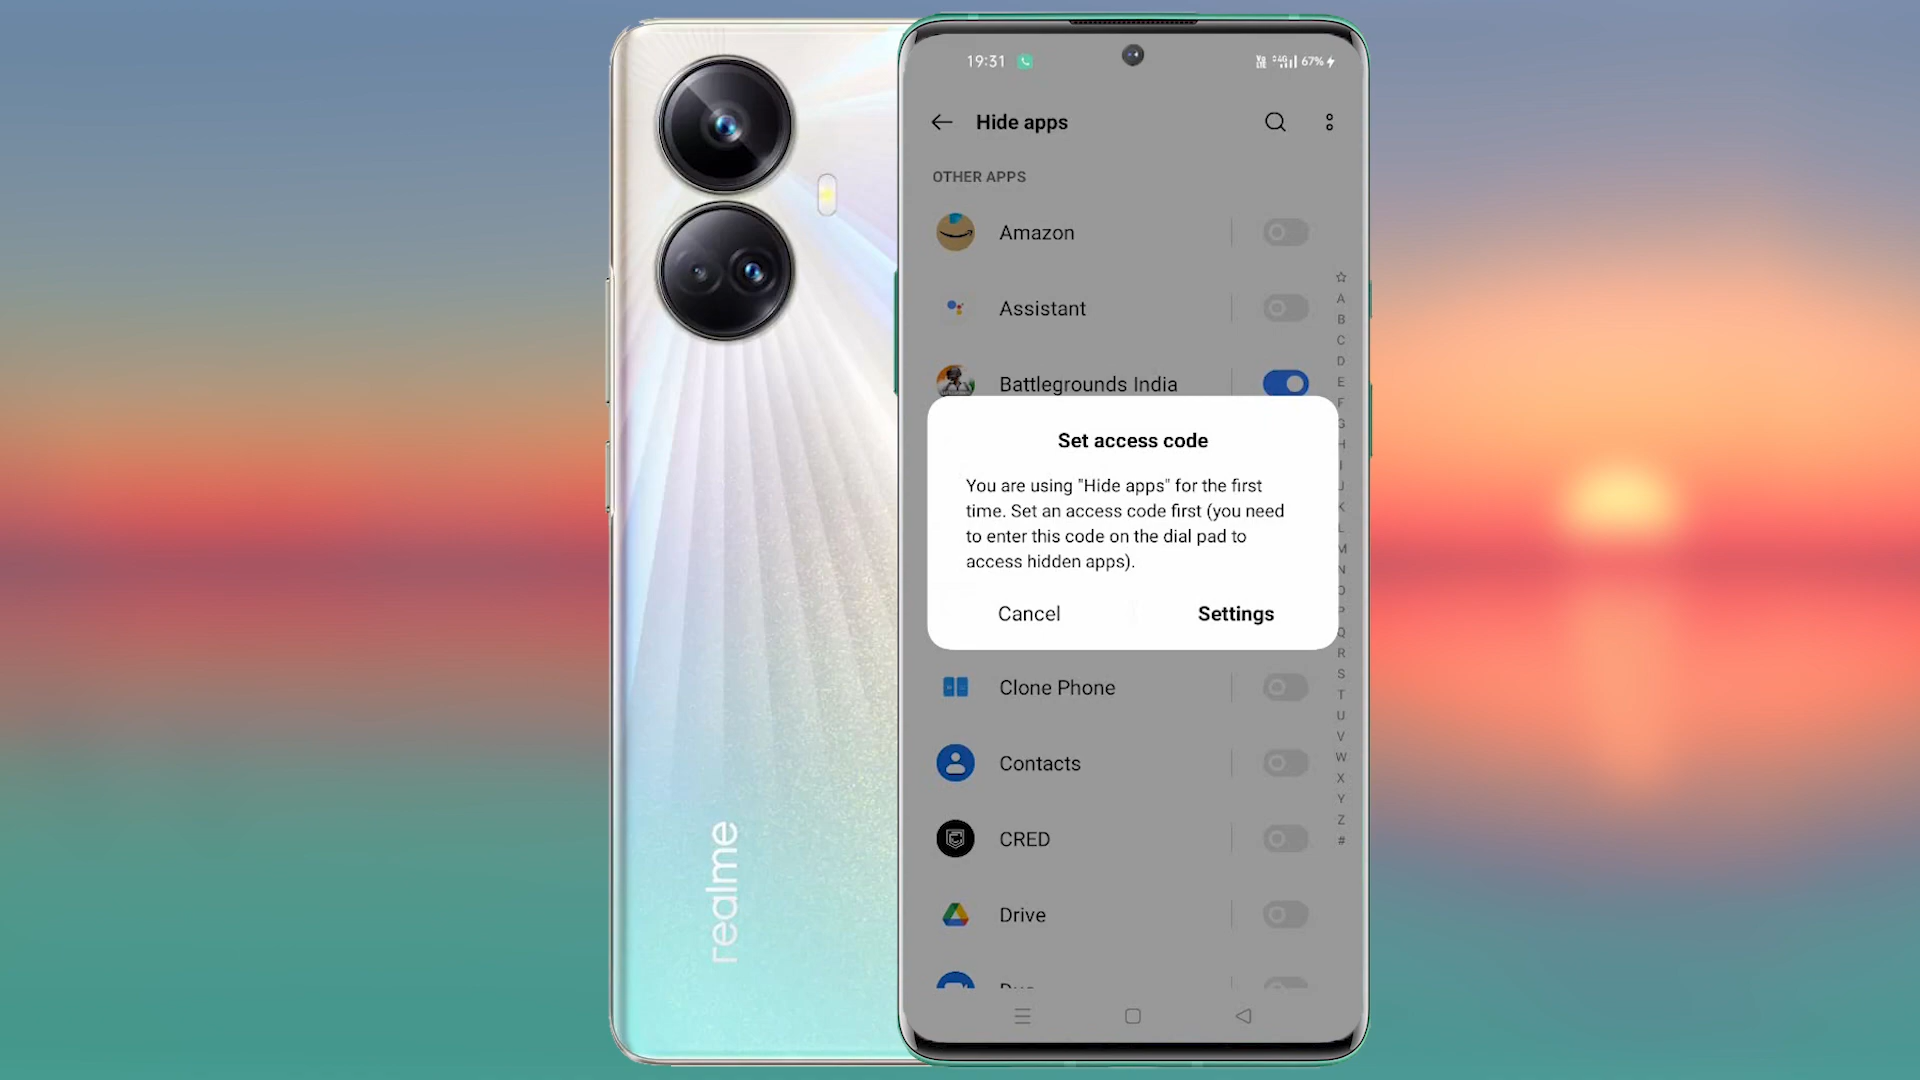 19:31
67%
Hide apps
OTHER APPS
Amazon
Assistant
Battlegrounds India
Set access code
You are using "Hide apps" for the first
time. Set an access code first (you need
to enter this code on the dial pad to
access hidden apps).
Cancel
Settings
Clone Phone
Contacts
CRED
Drive
A
B
C
D
E
F
G
H
I
J
K
L
M
N
O
P
Q
R
S
T
U
V
W
X
Y
Z
#
realme